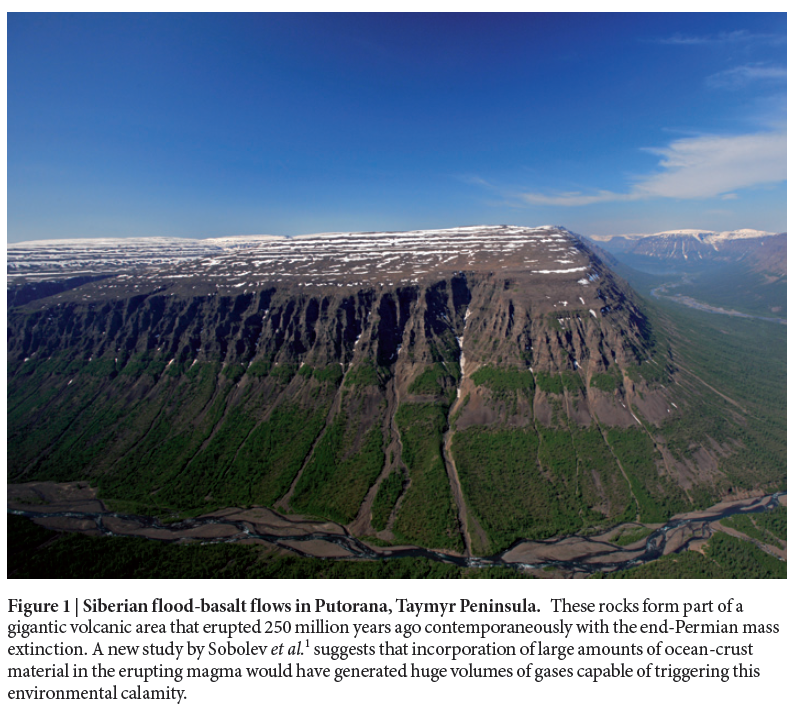 Figure 1 | Siberian flood-basalt flows in Putorana, Taymyr Peninsula. These rocks form part of a
gigantic volcanic area that erupted 250 million years ago contemporaneously with the end-Permian mass
extinction. A new study by Sobolev et al.1 suggests that incorporation of large amounts of ocean-crust
material in the erupting magma would have generated huge volumes of gases capable of triggering this
environmental calamity.